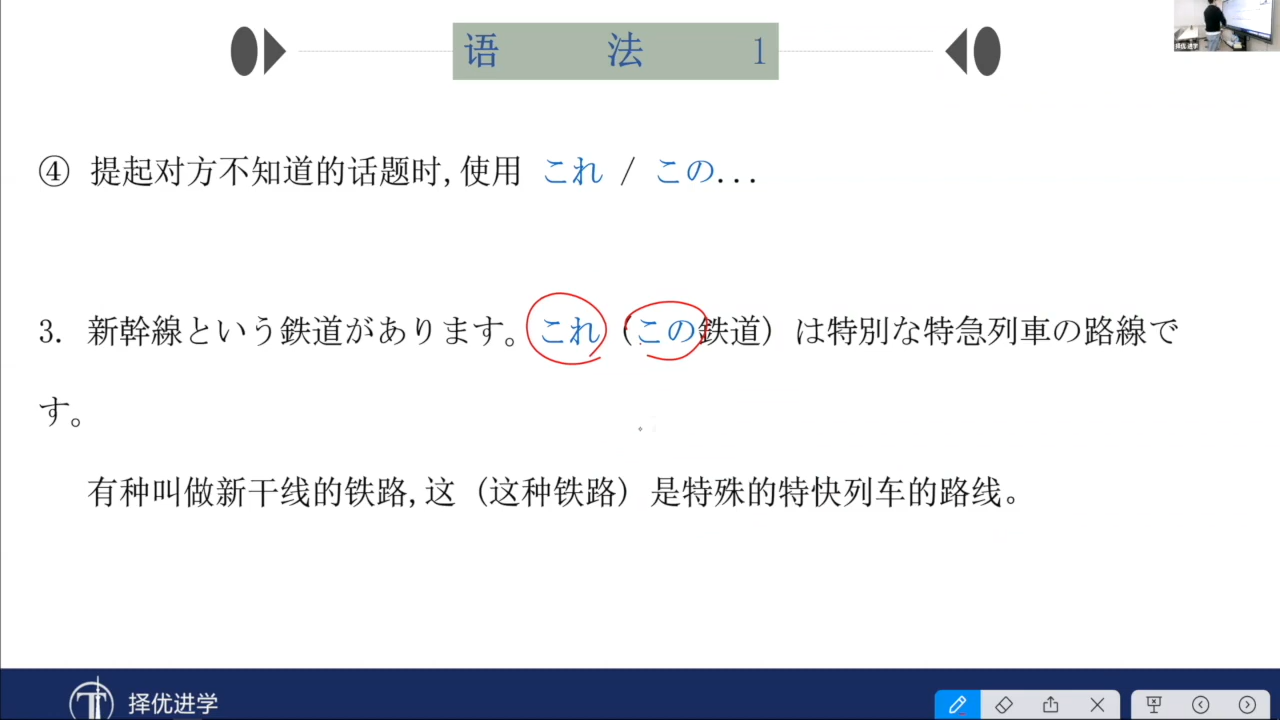 语 法 1
择优 进学
④ 提起对方不知道的话题时,使用 これ / この...
3. 新幹線という鉄道があります。これ（この鉄道）は特別な特急列車の路線で
す。
有种叫做新干线的铁路,这（这种铁路）是特殊的特快列车的路线。
择优进学